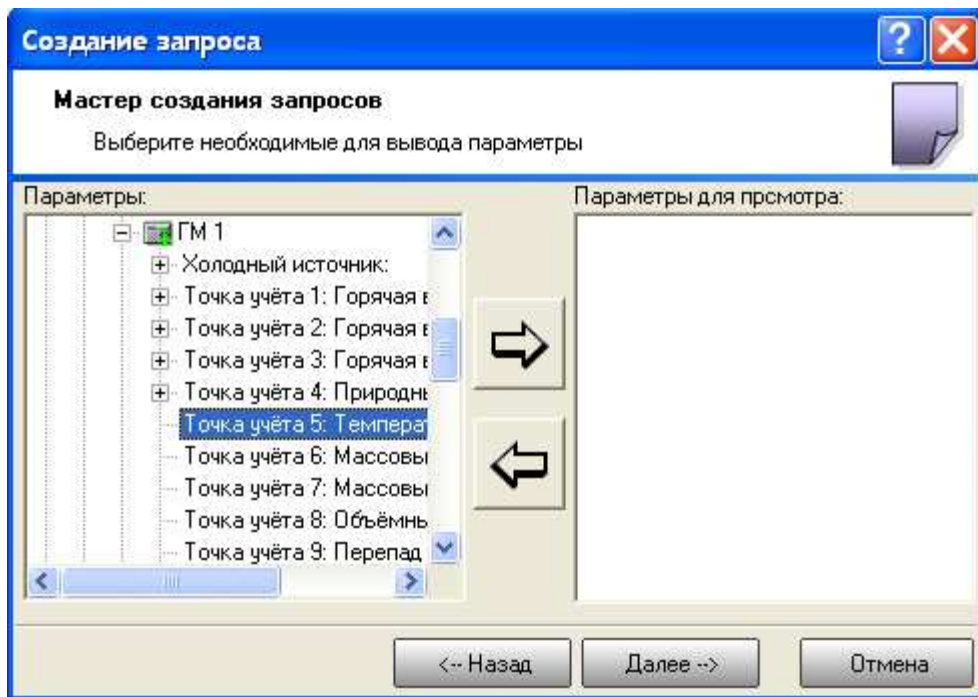 Создание запроса
Мастер создания запросов
Выберите необходимые для вывода параметры
Параметры:
ГМ 1
Холодный источник:
Точка учёта 1: Горячая в
Точка учёта 2: Горячая в
Точка учёта 3: Горячая в
Точка учёта 4: Природнь
Точка учёта 5: Температ
Точка учёта 6: Массовы
Точка учёта 7: Массовы
Точка учёта 8: Объёмнь
Точка учёта 9: Перепад
Параметры для прсмотра:
<-- Назад
Далее -->
Отмена